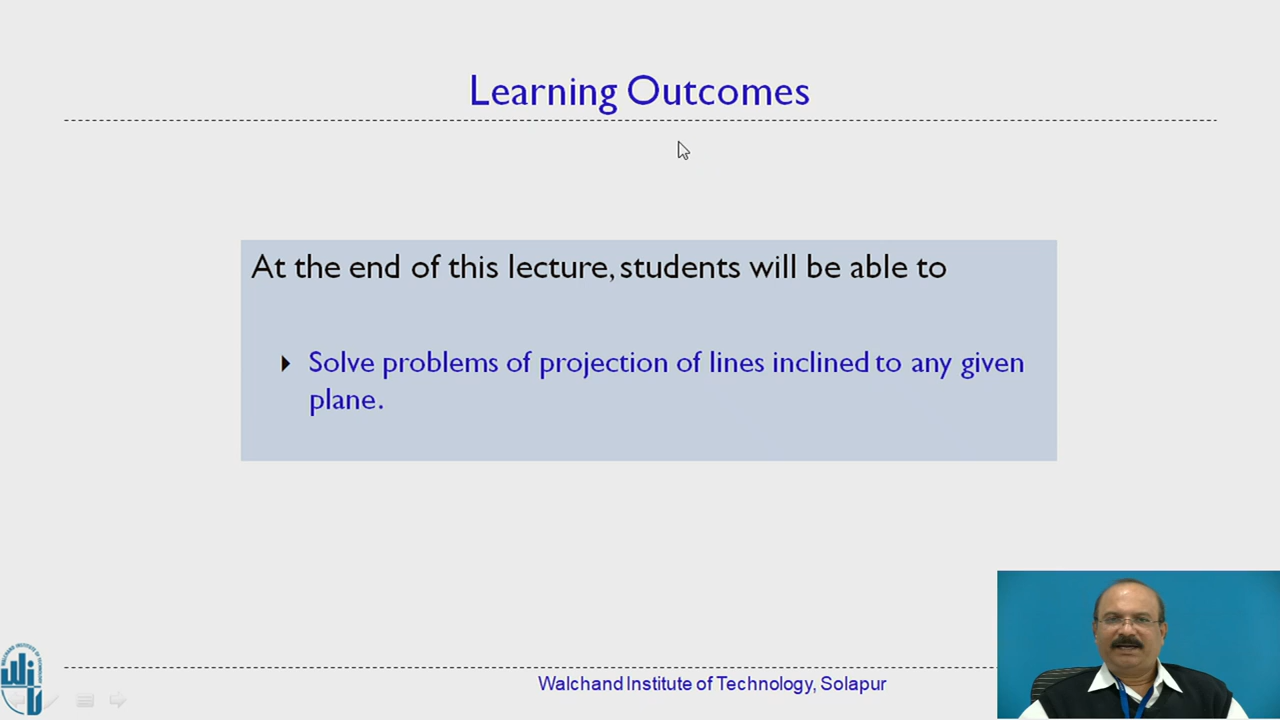 Learning Outcomes
At the end of this lecture, students will be able to
Solve problems of projection of lines inclined to any given
plane.
Walchand Institute of Technology, Solapur